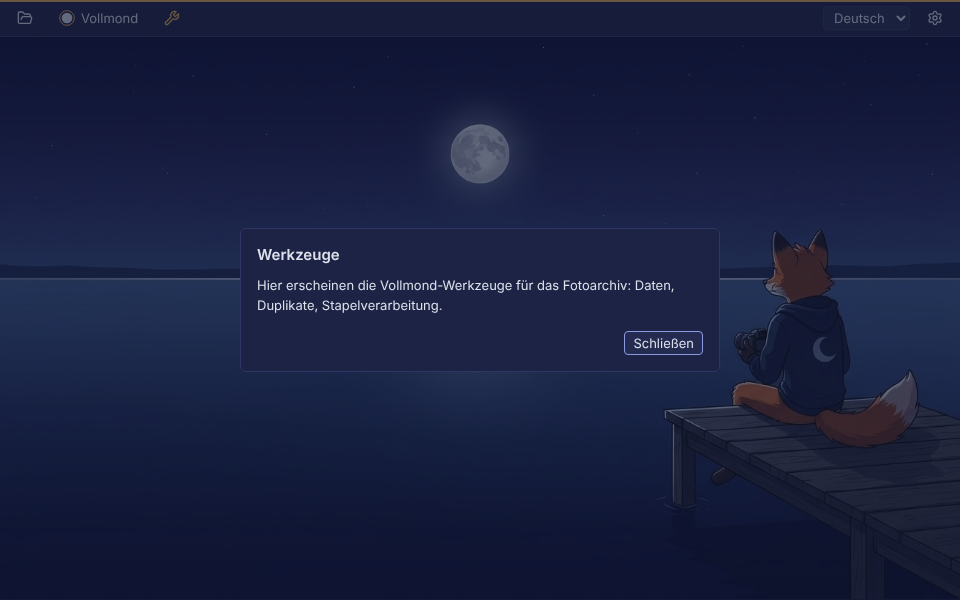 Vollmond
Deutsch
Werkzeuge
Hier erscheinen die Vollmond-Werkzeuge für das Fotoarchiv: Daten,
Duplikate, Stapelverarbeitung.
Schließen